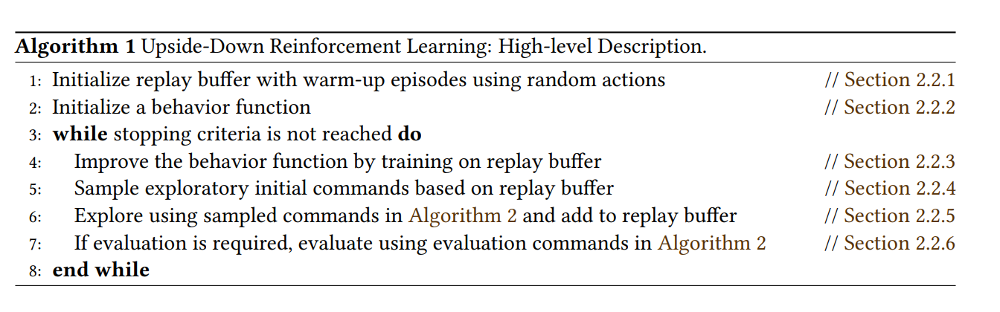 Algorithm 1 Upside-Down Reinforcement Learning: High-level Description.
1: Initialize replay buffer with warm-up episodes using random actions // Section 2.2.1
2: Initialize a behavior function // Section 2.2.2
3: while stopping criteria is not reached do
4: Improve the behavior function by training on replay buffer // Section 2.2.3
5: Sample exploratory initial commands based on replay buffer // Section 2.2.4
6: Explore using sampled commands in Algorithm 2 and add to replay buffer // Section 2.2.5
7: If evaluation is required, evaluate using evaluation commands in Algorithm 2 // Section 2.2.6
8: end while